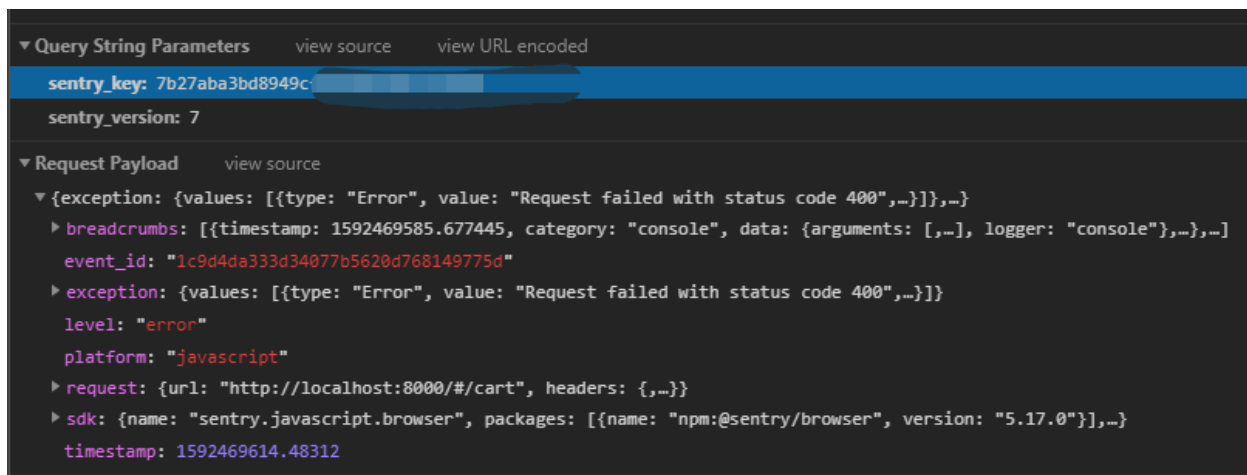 ▼ Query String Parameters view source view URL encoded
sentry_key: 7b27aba3bd8949c
sentry_version: 7
▼ Request Payload view source
▼ {exception: {values: [{type: "Error", value: "Request failed with status code 400",…}]},…}
▶ breadcrumbs: [{timestamp: 1592469585.677445, category: "console", data: {arguments: [,…], logger: "console"},…},…]
event_id: "1c9d4da333d34077b5620d768149775d"
▶ exception: {values: [{type: "Error", value: "Request failed with status code 400",…}]}
level: "error"
platform: "javascript"
▶ request: {url: "http://localhost:8000/#/cart", headers: {,…}}
▶ sdk: {name: "sentry.javascript.browser", packages: [{name: "npm:@sentry/browser", version: "5.17.0"}],…}
timestamp: 1592469614.48312